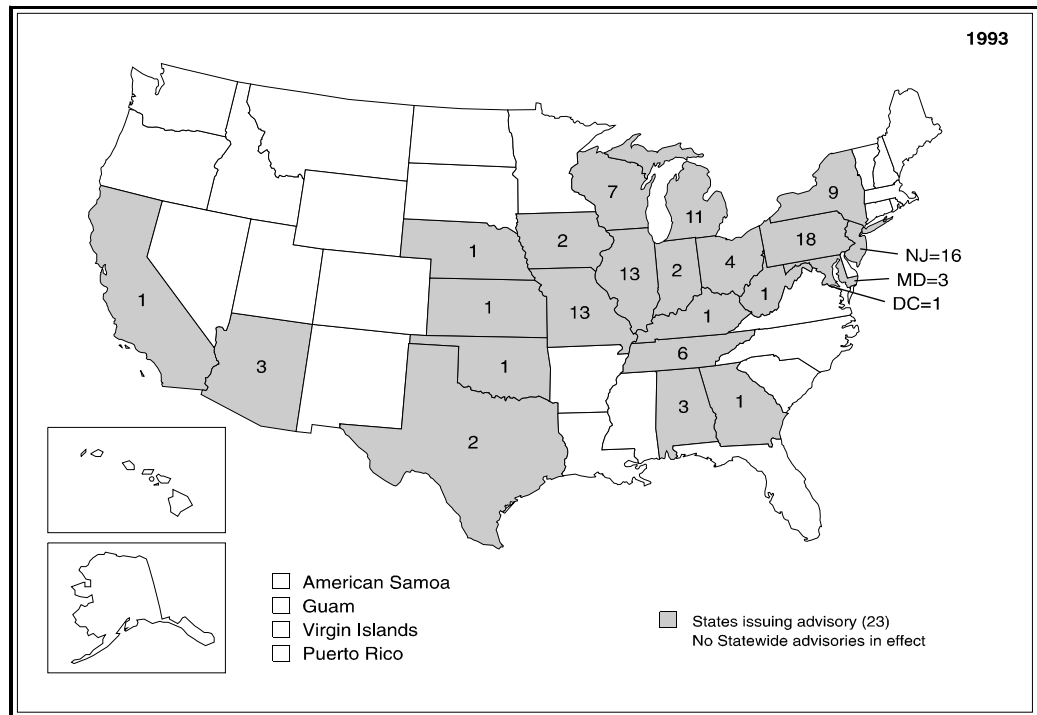 1993
7
9
11
18
1
2
4
NJ=16
13
2
MD=3
1
1
1
DC=1
1
13
1
6
3
1
3
1
2
American Samoa
Guam
Virgin Islands
Puerto Rico
States issuing advisory (23)
No Statewide advisories in effect